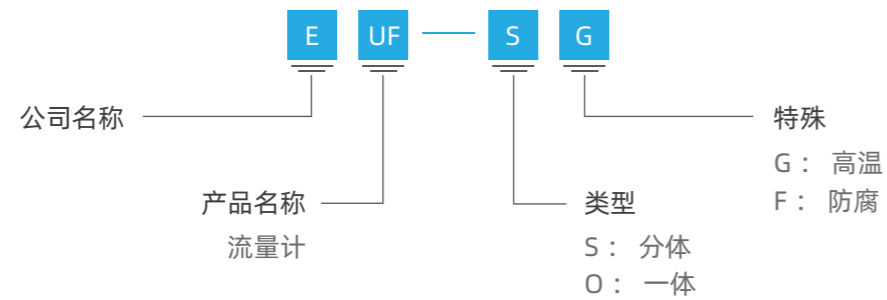 E UF — S G
公司名称
特殊
G： 高温
F： 防腐
产品名称
流量计
类型
S： 分体
O： 一体